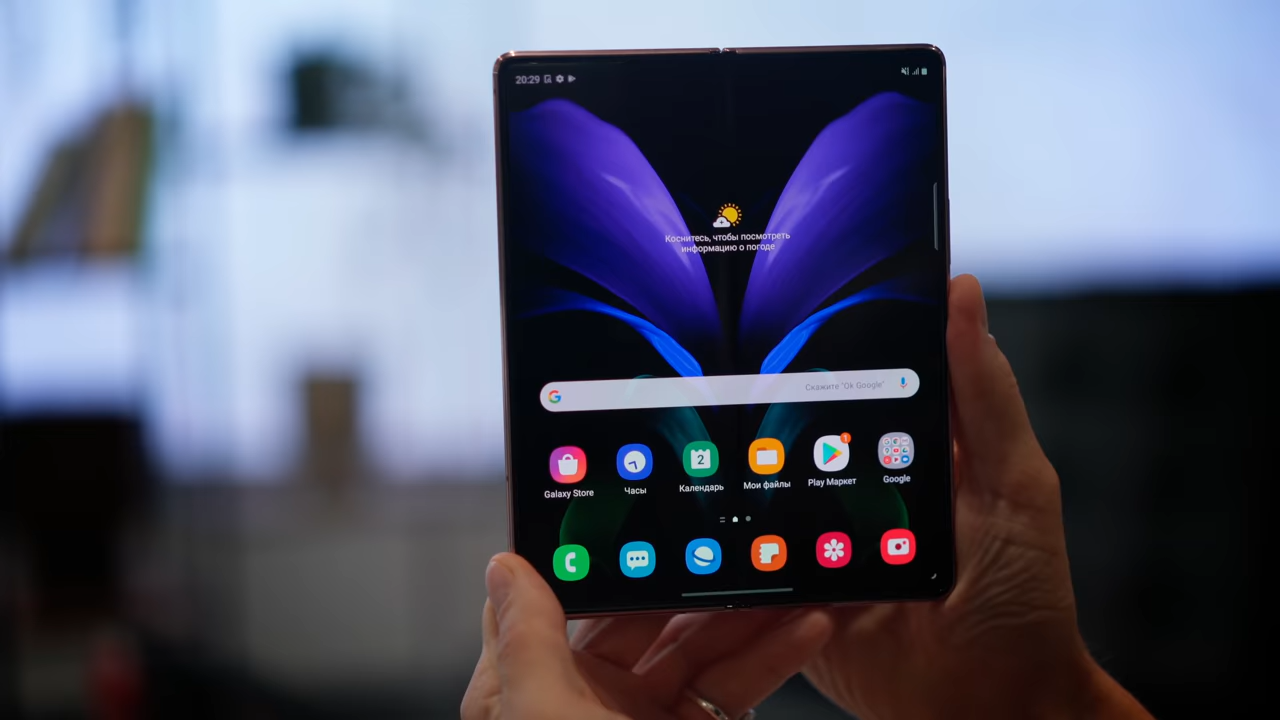 20:29
Коснитесь, чтобы посмотреть
информацию о погоде
G
Скажите "Ok Google"
2
1
Galaxy Store
Часы
Календарь
Мои файлы
Play Маркет
Google